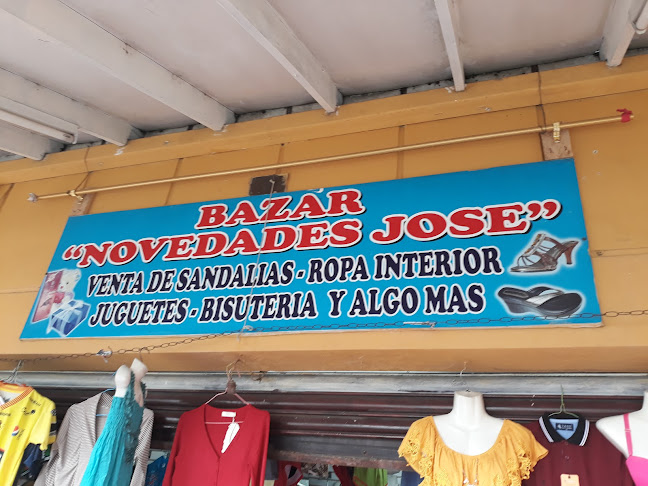 BAZAR
"NOVEDADES JOSE"
VENTA DE SANDALIAS - ROPA INTERIOR
JUGUETES - BISUTERIA Y ALGO MAS